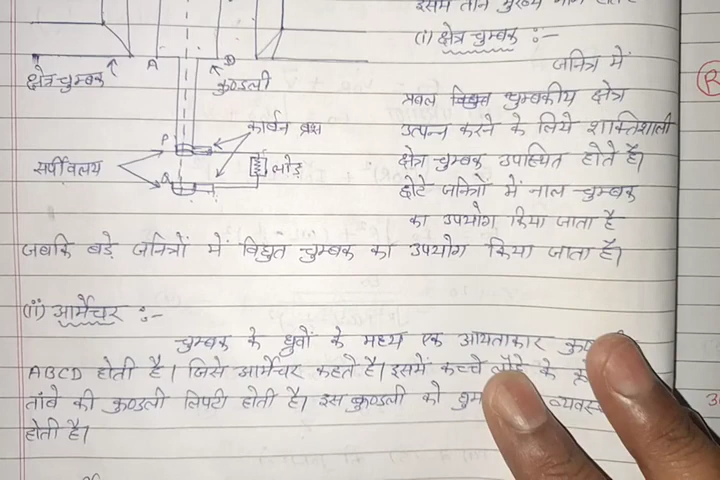 इसमें तीन मुख्य भाग होते
(i) क्षेत्र चुम्बक :-
जनित्र में
प्रबल विद्युत चुम्बकीय क्षेत्र
उत्पन्न करने के लिये शक्तिशाली
क्षेत्र चुम्बक उपस्थित होते है।
छोटे जनित्रों में नाल चुम्बक
का उपयोग किया जाता है
जबकि बड़े जनित्रों में विद्युत चुम्बक का उपयोग किया जाता है।
A
D
क्षेत्र चुम्बक
कुण्डली
P
कार्बन ब्रस
सर्पीवलय
लोड
Q
(ii) आर्मेचर :-
चुम्बक के ध्रुवों के मध्य एक आयताकार
ABCD होती है। जिसे आर्मेचर कहते है। इसमें कच्चे लोहे के
तांबे की कुण्डली लिपटी होती है। इस कुण्डली को
होती है।
R